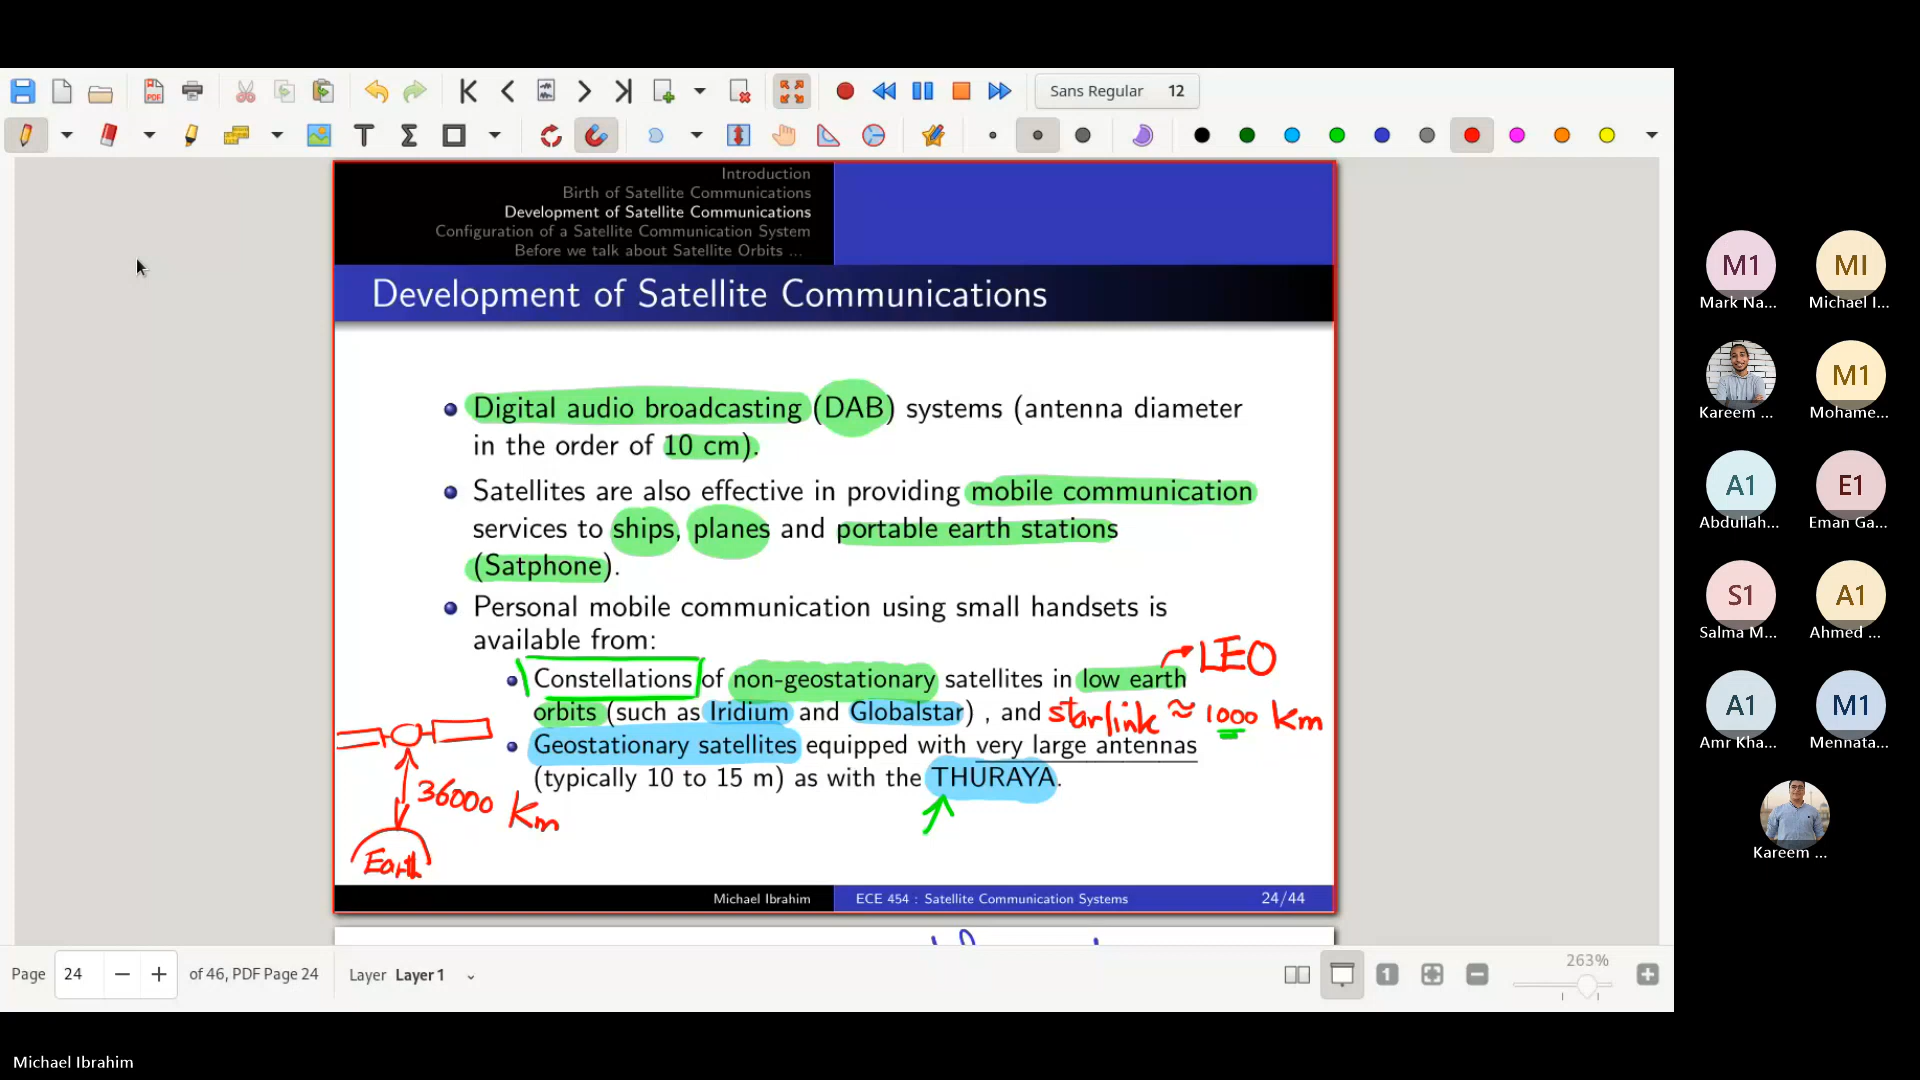 Sans Regular 12
Introduction
Birth of Satellite Communications
Development of Satellite Communications
Configuration of a Satellite Communication System
Before we talk about Satellite Orbits ...
Development of Satellite Communications
Digital audio broadcasting (DAB) systems (antenna diameter
in the order of 10 cm).
Satellites are also effective in providing mobile communication
services to ships, planes and portable earth stations
(Satphone).
Personal mobile communication using small handsets is
available from:
LEO
Constellations of non-geostationary satellites in low earth
orbits (such as Iridium and Globalstar) , and starlink ≈ 1000 Km
Geostationary satellites equipped with very large antennas
(typically 10 to 15 m) as with the THURAYA.
36000 Km
Earth
Michael Ibrahim
ECE 454 : Satellite Communication Systems
24/44
Page 24 of 46, PDF Page 24
Layer Layer 1
1
263%
M1
Mark Na...
MI
Michael I...
Kareem ...
M1
Mohame...
A1
Abdullah...
E1
Eman Ga...
S1
Salma M...
A1
Ahmed ...
A1
Amr Kha...
M1
Mennata...
Kareem ...
Michael Ibrahim